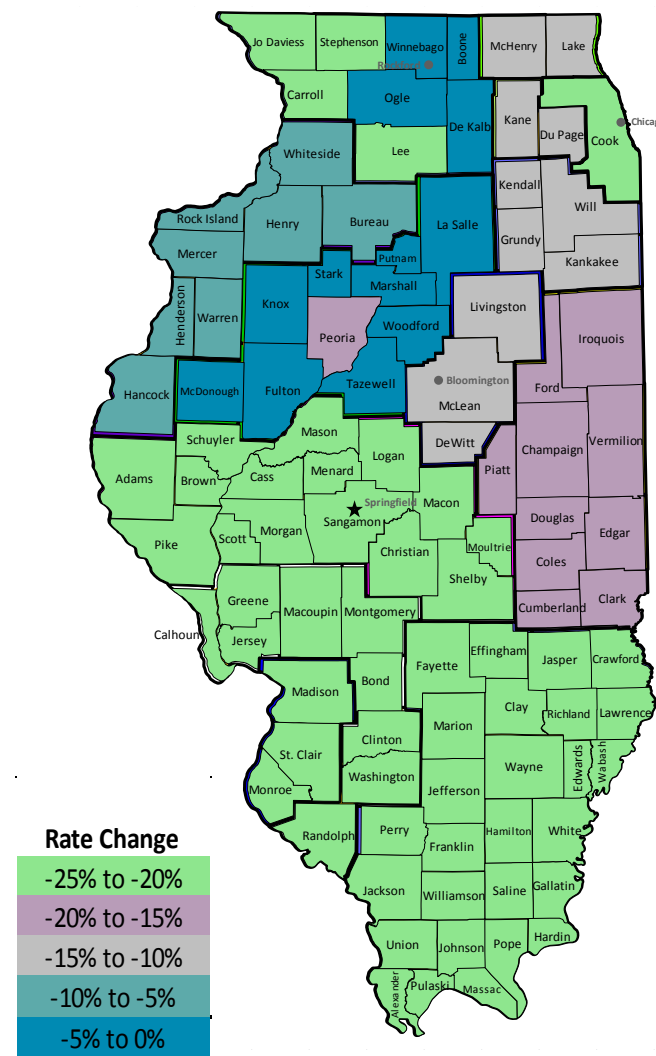 Jo Daviess
Stephenson
Winnebago
Boone
McHenry
Lake
Rockford
Carroll
Ogle
De Kalb
Kane
Du Page
Cook
Whiteside
Lee
Kendall
Will
Rock Island
Henry
Bureau
La Salle
Grundy
Mercer
Putnam
Kankakee
Stark
Marshall
Henderson
Warren
Knox
Peoria
Woodford
Livingston
Iroquois
Hancock
McDonough
Fulton
Tazewell
Bloomington
McLean
Ford
Schuyler
Mason
Logan
DeWitt
Champaign
Vermilion
Adams
Brown
Cass
Menard
Piatt
Springfield
Macon
Sangamon
Douglas
Edgar
Pike
Scott
Morgan
Christian
Moultrie
Coles
Shelby
Greene
Macoupin
Montgomery
Cumberland
Clark
Calhoun
Jersey
Fayette
Effingham
Jasper
Crawford
Madison
Bond
Clay
Richland
Lawrence
Marion
Clinton
St. Clair
Washington
Wayne
Edwards
Wabash
Monroe
Jefferson
Randolph
Perry
Hamilton
White
Franklin
Jackson
Williamson
Saline
Gallatin
Union
Johnson
Pope
Hardin
Alexander
Pulaski
Massac
Rate Change
-25% to -20%
-20% to -15%
-15% to -10%
-10% to -5%
-5% to 0%